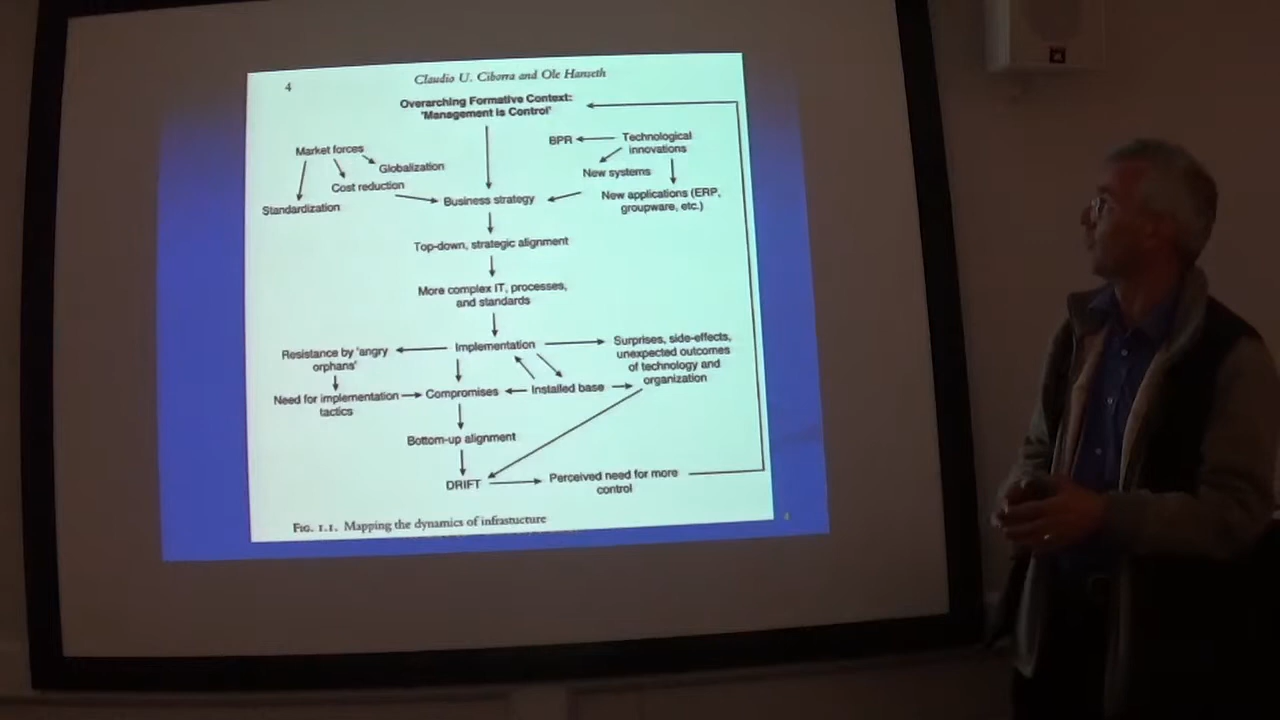 4
Claudio U. Ciborra and Ole Hanseth
Overarching Formative Context:
'Management is Control'
BPR
Technological
innovations
Market forces
Globalization
New systems
Cost reduction
Business strategy
New applications (ERP,
groupware, etc.)
Standardization
Top-down, strategic alignment
More complex IT, processes,
and standards
Resistance by 'angry
orphans'
Implementation
Surprises, side-effects,
unexpected outcomes
of technology and
organization
Need for implementation
tactics
Compromises
Installed base
Bottom-up alignment
DRIFT
Perceived need for more
control
FIG. 1.1. Mapping the dynamics of infrastucture
4